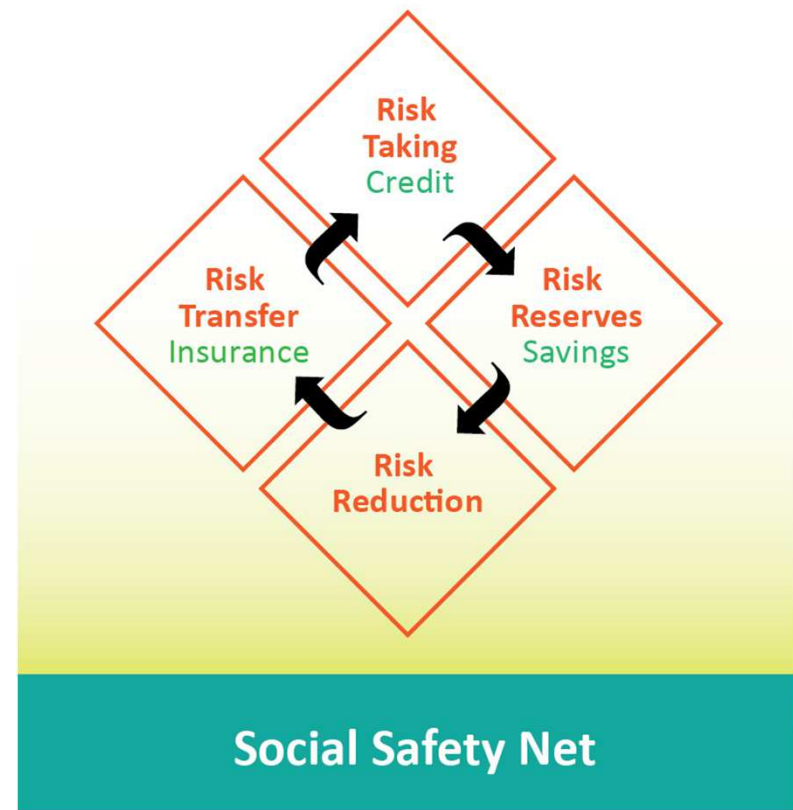 Risk
Taking
Credit
Risk
Transfer
Insurance
Risk
Reserves
Savings
Risk
Reduction
Social Safety Net